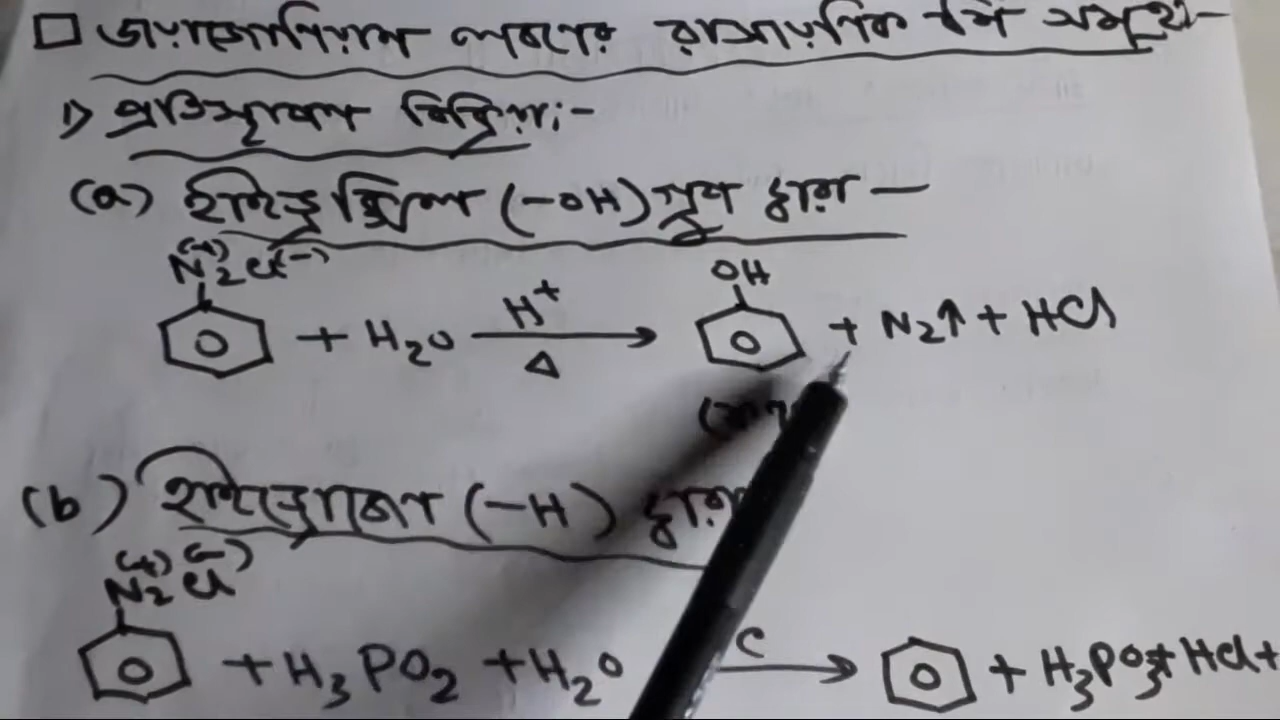 □ ডায়াজোনিয়াম লবণের রাসায়নিক ধর্ম সমূহঃ-
1) প্রতিস্থাপন বিক্রিয়া:-
(a) হাইড্রক্সিল (-OH) মূলক দ্বারা —
N₂⁽⁺⁾Cl⁽⁻⁾ OH
+ H₂O H⁺ Δ → + N₂↑ + HCl
(b) হাইড্রোজেন (-H) দ্বারা
N₂⁽⁺⁾Cl⁽⁻⁾
+ H₃PO₂ + H₂O C → + H₃PO₃ + HCl +